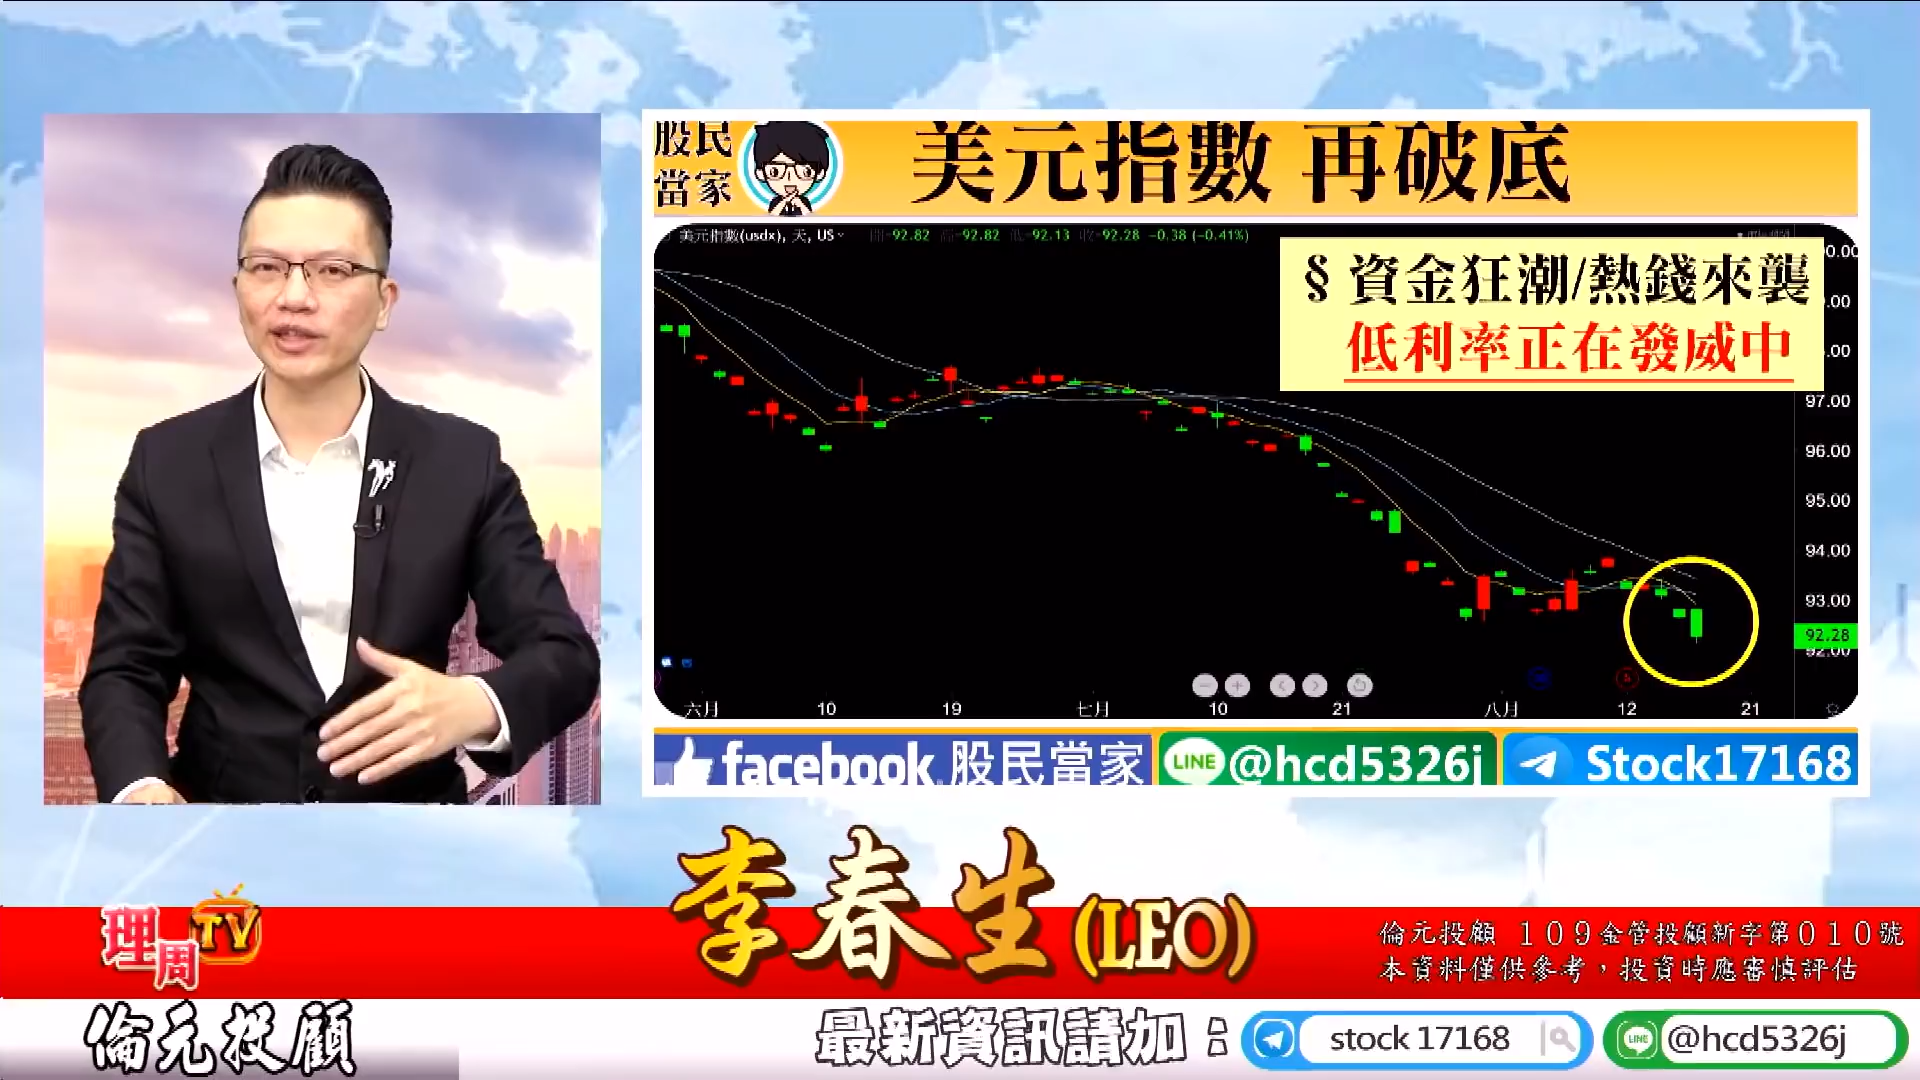 股民
當家
美元指數 再破底
美元指數(usdx), 天, US 開=92.82 高=92.82 低=92.13 收=92.28 -0.38 (-0.41%)
§ 資金狂潮/熱錢來襲
低利率正在發威中
97.00
96.00
95.00
94.00
93.00
92.28
92.00
六月 10 19 七月 10 21 八月 12 21
facebook.股民當家
LINE @hcd5326j
Stock17168
李春生(LEO)
理周TV
倫元投顧 109金管投顧新字第010號
本資料僅供參考，投資時應審慎評估
倫元投顧
最新資訊請加：
stock 17168
LINE @hcd5326j